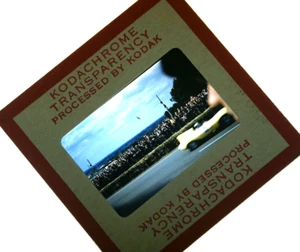 KODACHROME
TRANSPARENCY
PROCESSED BY KODAK
KODACHROME
TRANSPARENCY
PROCESSED BY KODAK